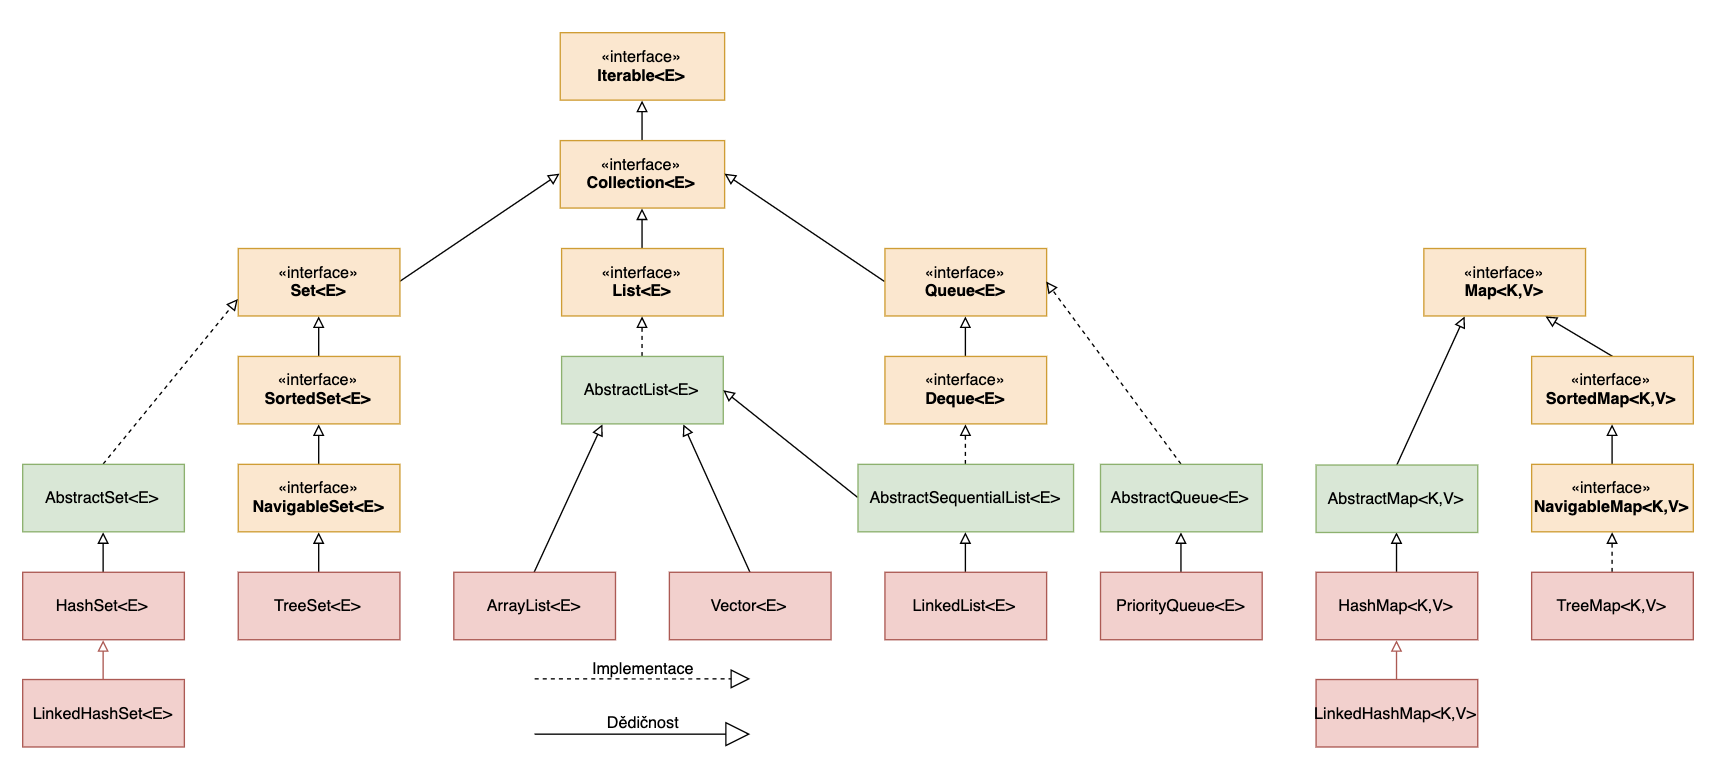 «interface»
Iterable<E>
«interface»
Collection<E>
«interface»
Set<E>
«interface»
List<E>
«interface»
Queue<E>
«interface»
Map<K,V>
«interface»
SortedSet<E>
AbstractList<E>
«interface»
Deque<E>
«interface»
SortedMap<K,V>
AbstractSet<E>
«interface»
NavigableSet<E>
AbstractSequentialList<E>
AbstractQueue<E>
AbstractMap<K,V>
«interface»
NavigableMap<K,V>
HashSet<E>
TreeSet<E>
ArrayList<E>
Vector<E>
LinkedList<E>
PriorityQueue<E>
HashMap<K,V>
TreeMap<K,V>
Implementace
LinkedHashSet<E>
Dědičnost
LinkedHashMap<K,V>